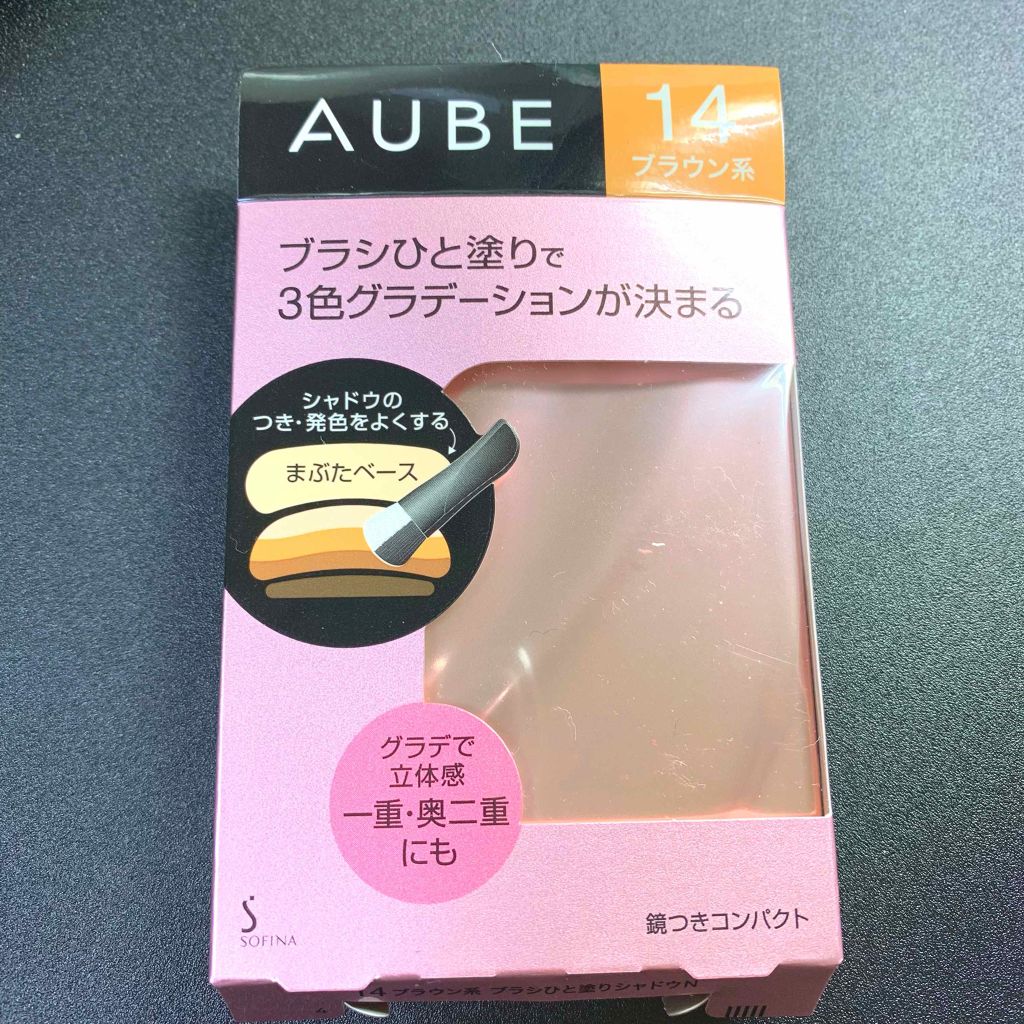 AUBE
14
ブラウン系
ブラシひと塗りで
3色グラデーションが決まる
シャドウの
つき・発色をよくする
まぶたベース
グラデで
立体感
一重・奥二重
にも
SOFINA
鏡つきコンパクト
14 ブラウン系 ブラシひと塗りシャドウN